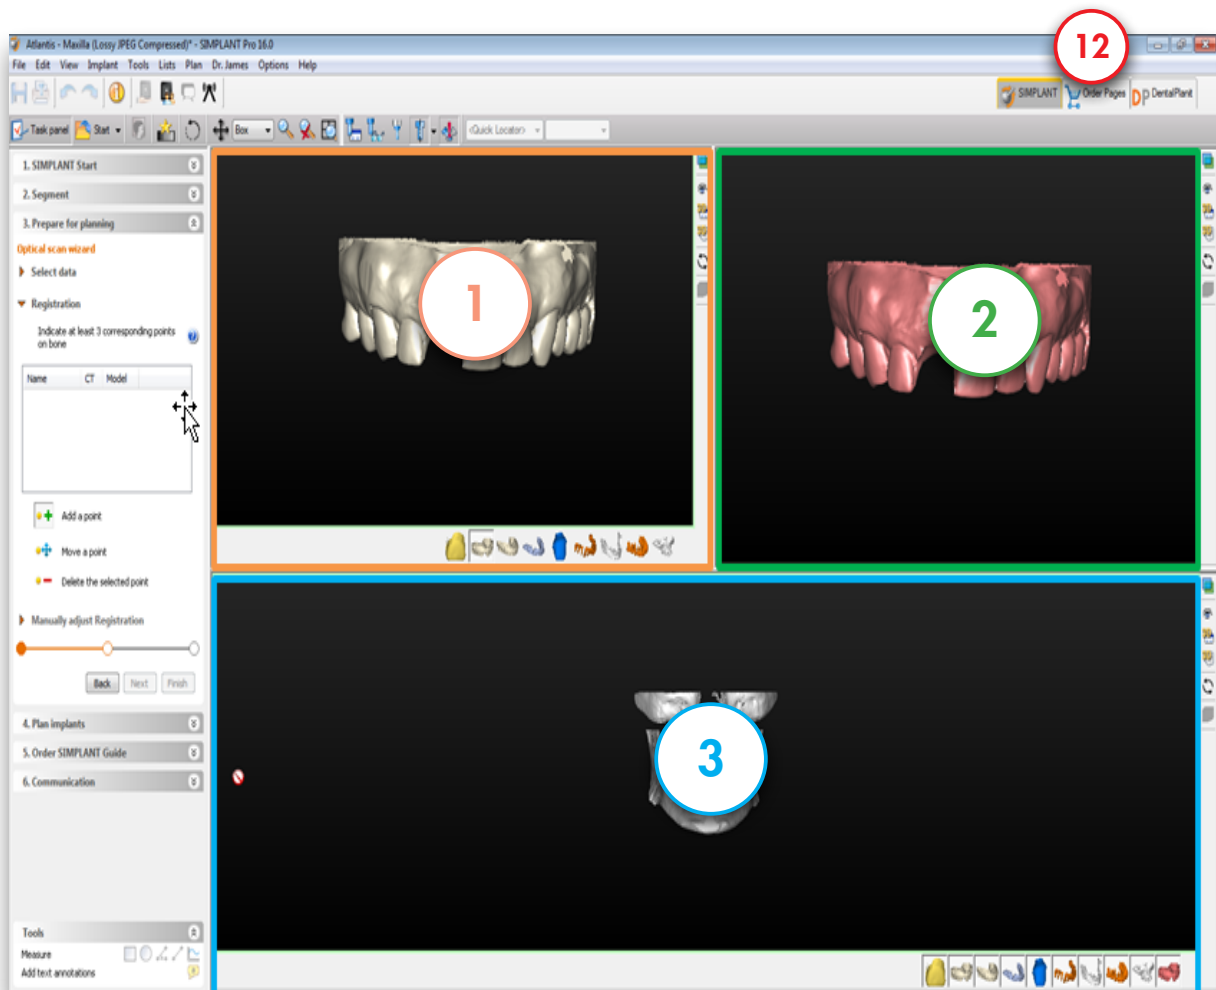 12
Atlantis - Maxilla (Lossy JPEG Compressed)* - SIMPLANT Pro 16.0
File Edit View Implant Tools Lists Plan Dr. James Options Help
SIMPLANT Order Pages DentalPlant
Task panel Start Box <Quick Locator>
1. SIMPLANT Start
2. Segment
3. Prepare for planning
Optical scan wizard
Select data
Registration
Indicate at least 3 corresponding points
on bone
Name CT Model
Add a point
Move a point
Delete the selected point
Manually adjust Registration
Back Next Finish
4. Plan implants
5. Order SIMPLANT Guide
6. Communication
Tools
Measure
Add text annotations
1
2
3